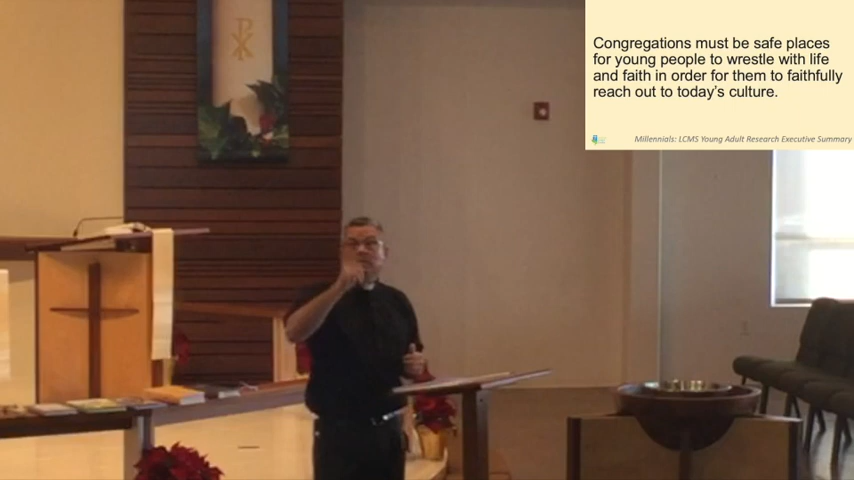 Congregations must be safe places
for young people to wrestle with life
and faith in order for them to faithfully
reach out to today's culture.
Millennials: LCMS Young Adult Research Executive Summary